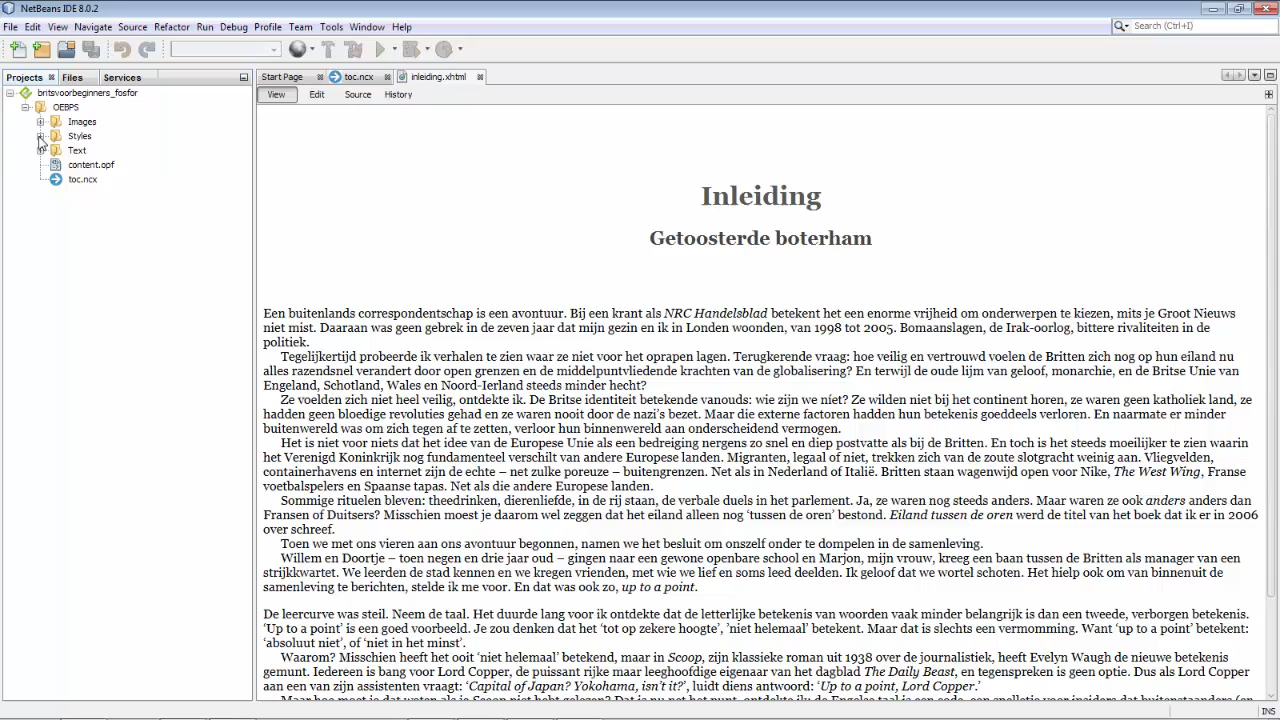 NetBeans IDE 8.0.2
File Edit View Navigate Source Refactor Run Debug Profile Team Tools Window Help
Search (Ctrl+I)
Projects Files Services
Start Page toc.ncx inleiding.xhtml
View Edit Source History
britsvoorbeginners_fosfor
OEBPS
Images
Styles
Text
content.opf
toc.ncx
Inleiding
Getoosterde boterham
Een buitenlands correspondentschap is een avontuur. Bij een krant als NRC Handelsblad betekent het een enorme vrijheid om onderwerpen te kiezen, mits je Groot Nieuws
niet mist. Daaraan was geen gebrek in de zeven jaar dat mijn gezin en ik in Londen woonden, van 1998 tot 2005. Bomaanslagen, de Irak-oorlog, bittere rivaliteiten in de
politiek.
Tegelijkertijd probeerde ik verhalen te zien waar ze niet voor het oprapen lagen. Terugkerende vraag: hoe veilig en vertrouwd voelen de Britten zich nog op hun eiland nu
alles razendsnel verandert door open grenzen en de middelpuntvliedende krachten van de globalisering? En terwijl de oude lijm van geloof, monarchie, en de Britse Unie van
Engeland, Schotland, Wales en Noord-Ierland steeds minder hecht?
Ze voelden zich niet heel veilig, ontdekte ik. De Britse identiteit betekende vanouds: wie zijn we níet? Ze wilden niet bij het continent horen, ze waren geen katholiek land, ze
hadden geen bloedige revoluties gehad en ze waren nooit door de nazi’s bezet. Maar die externe factoren hadden hun betekenis goeddeels verloren. En naarmate er minder
buitenwereld was om zich tegen af te zetten, verloor hun binnenwereld aan onderscheidend vermogen.
Het is niet voor niets dat het idee van de Europese Unie als een bedreiging nergens zo snel en diep postvatte als bij de Britten. En toch is het steeds moeilijker te zien waarin
het Verenigd Koninkrijk nog fundamenteel verschilt van andere Europese landen. Migranten, legaal of niet, trekken zich van de zoute slotgracht weinig aan. Vliegvelden,
containerhavens en internet zijn de echte – net zulke poreuze – buitengrenzen. Net als in Nederland of Italië. Britten staan wagenwijd open voor Nike, The West Wing, Franse
voetbalspelers en Spaanse tapas. Net als die andere Europese landen.
Sommige rituelen bleven: theedrinken, dierenliefde, in de rij staan, de verbale duels in het parlement. Ja, ze waren nog steeds anders. Maar waren ze ook anders anders dan
Fransen of Duitsers? Misschien moest je daarom wel zeggen dat het eiland alleen nog ‘tussen de oren’ bestond. Eiland tussen de oren werd de titel van het boek dat ik er in 2006
over schreef.
Toen we met ons vieren aan ons avontuur begonnen, namen we het besluit om onszelf onder te dompelen in de samenleving.
Willem en Doortje – toen negen en drie jaar oud – gingen naar een gewone openbare school en Marjon, mijn vrouw, kreeg een baan tussen de Britten als manager van een
strijkkwartet. We leerden de stad kennen en we kregen vrienden, met wie we lief en soms leed deelden. Ik geloof dat we wortel schoten. Het hielp ook om van binnenuit de
samenleving te berichten, stelde ik me voor. En dat was ook zo, up to a point.
De leercurve was steil. Neem de taal. Het duurde lang voor ik ontdekte dat de letterlijke betekenis van woorden vaak minder belangrijk is dan een tweede, verborgen betekenis.
‘Up to a point’ is een goed voorbeeld. Je zou denken dat het ‘tot op zekere hoogte’, ‘niet helemaal’ betekent. Maar dat is slechts een vermomming. Want ‘up to a point’ betekent:
‘absoluut niet’, of ‘niet in het minst’.
Waarom? Misschien heeft het ooit ‘niet helemaal’ betekend, maar in Scoop, zijn klassieke roman uit 1938 over de journalistiek, heeft Evelyn Waugh de nieuwe betekenis
gemunt. Iedereen is bang voor Lord Copper, de puissant rijke maar leeghoofdige eigenaar van het dagblad The Daily Beast, en tegenspreken is geen optie. Dus als Lord Copper
aan een van zijn assistenten vraagt: ‘Capital of Japan? Yokohama, isn’t it?’, luidt diens antwoord: ‘Up to a point, Lord Copper.’
INS